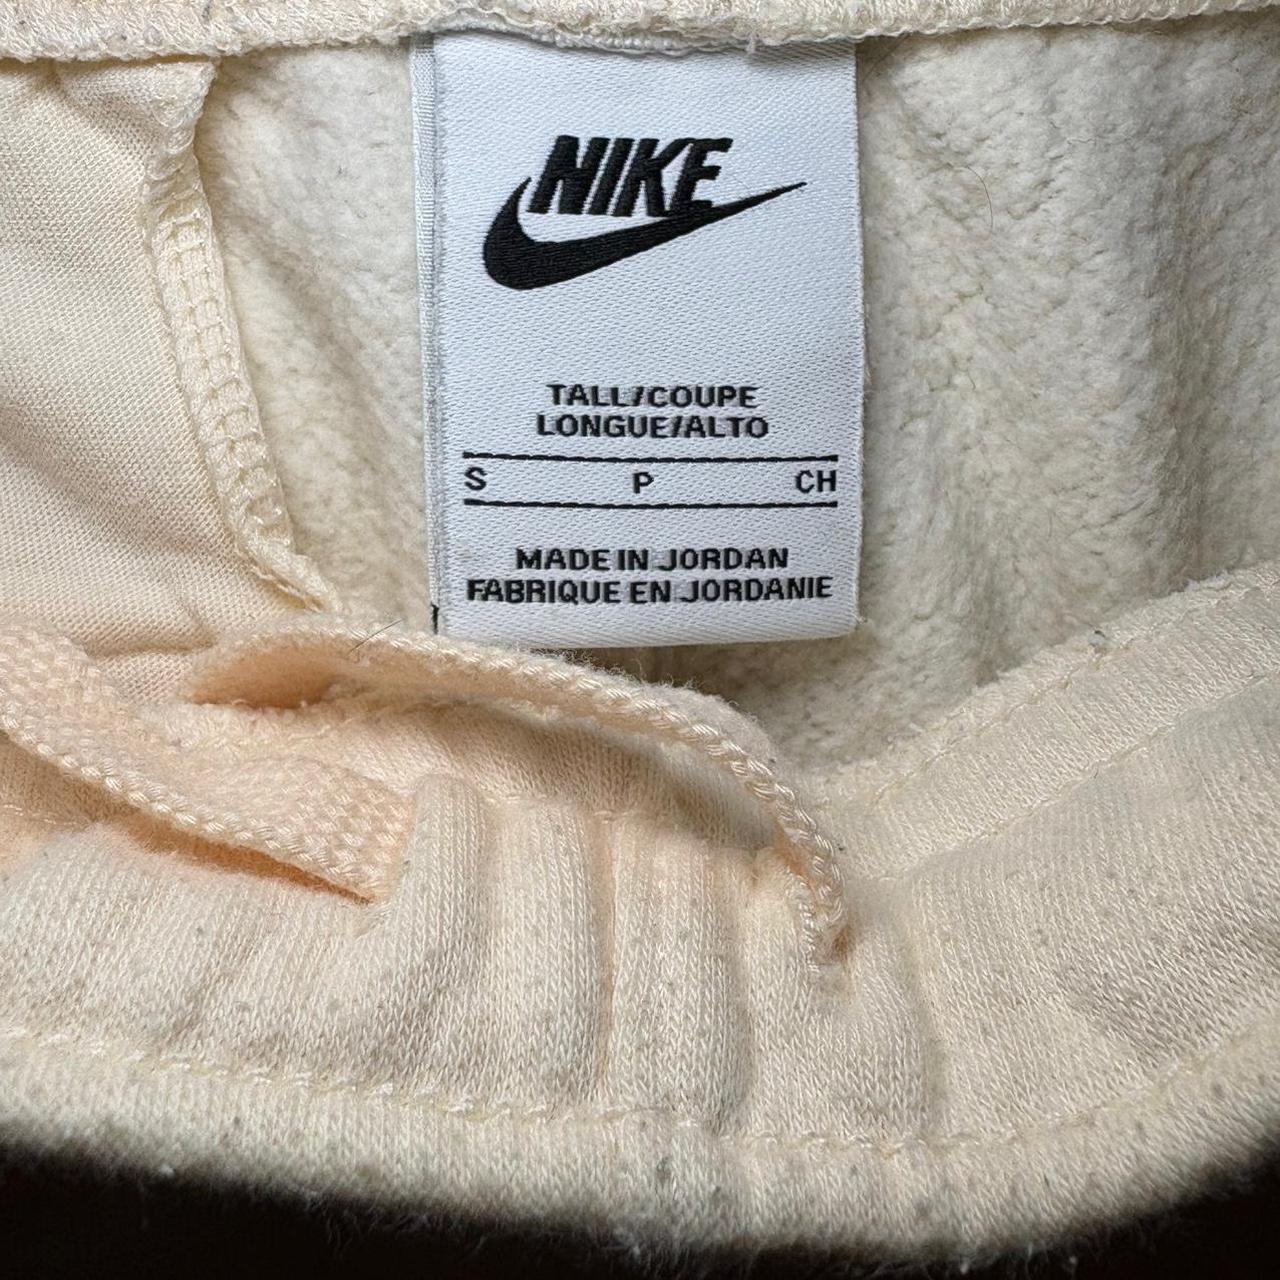 NIKE
TALL/COUPE
LONGUE/ALTO
S P CH
MADE IN JORDAN
FABRIQUE EN JORDANIE